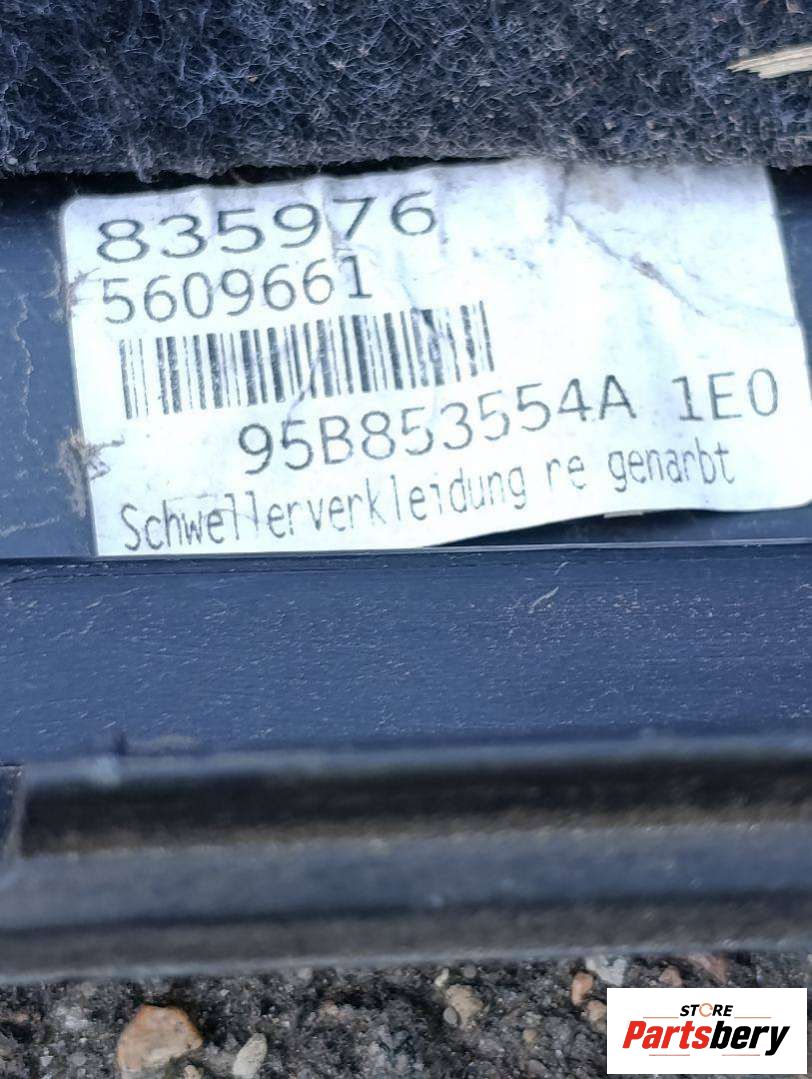 835976
5609661
95B853554A 1E0
Schwellerverkleidung re genarbt
STORE
Partsbery